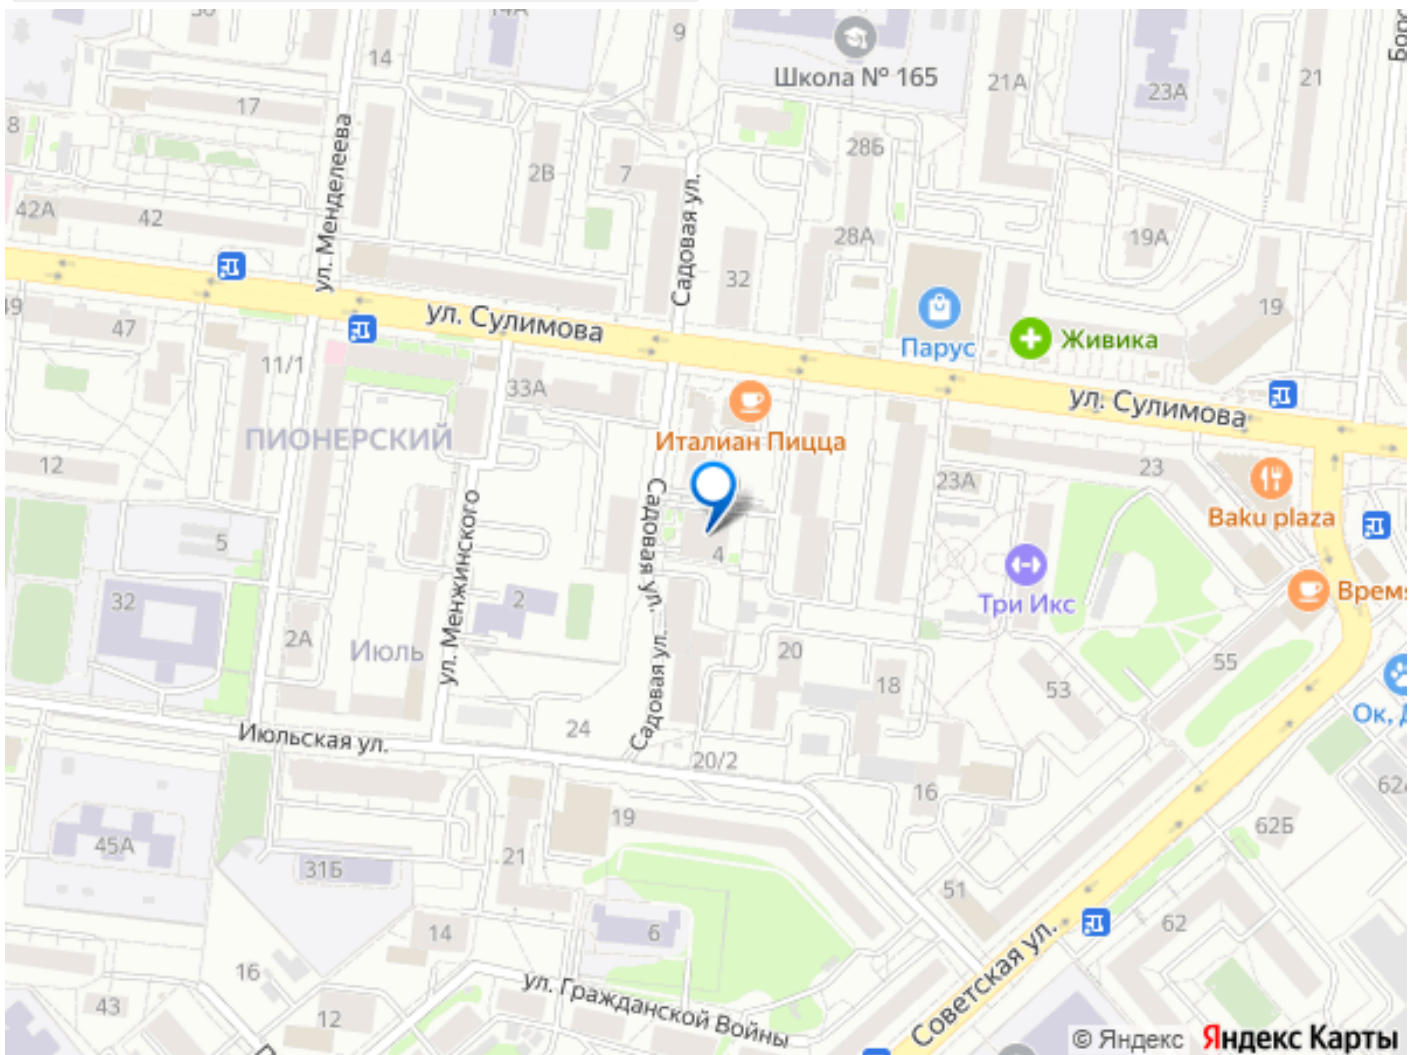 14А
9
14
Школа № 165
21А
23А
21
17
8
ул. Менделеева
28Б
2В
7
42А
42
Садовая ул.
28А
19А
32
49
47
ул. Сулимова
19
Парус
Живика
11/1
33А
ул. Сулимова
Италиан Пицца
ПИОНЕРСКИЙ
12
23А
23
Садовая ул.
Baku plaza
5
ул. Менжинского
4
32
2
Три Икс
Время
2А
Июль
20
55
Садовая ул.
18
53
Ок, Д
24
Июльская ул.
20/2
16
19
62Б
45А
21
31Б
51
14
6
62
16
Советская ул.
ул. Гражданской Войны
43
12
© Яндекс Яндекс Карты